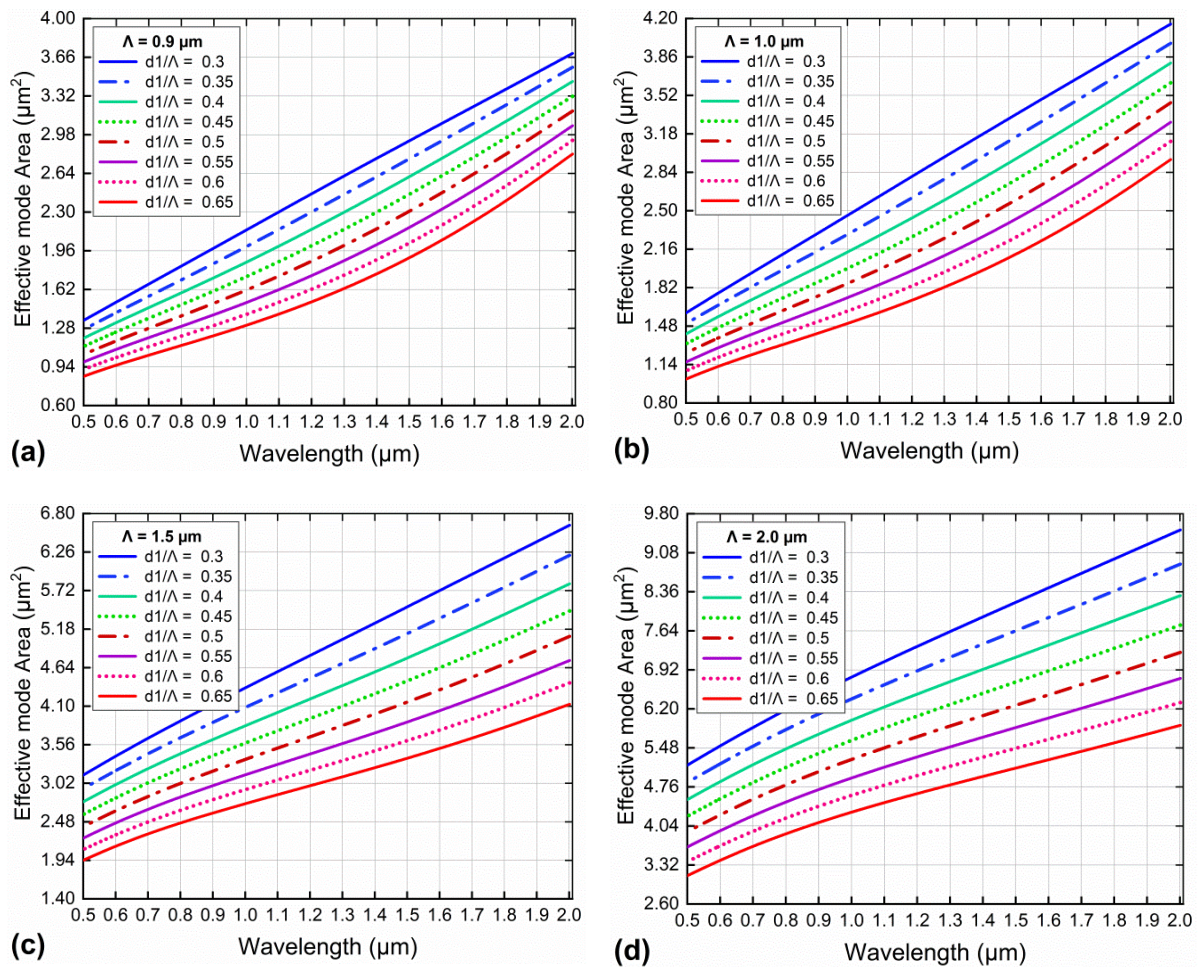 4.00
3.66
3.32
2.98
2.64
2.30
1.96
1.62
1.28
0.94
0.60
Effective mode Area (μm²)
Λ = 0.9 μm
d1/Λ = 0.3
d1/Λ = 0.35
d1/Λ = 0.4
d1/Λ = 0.45
d1/Λ = 0.5
d1/Λ = 0.55
d1/Λ = 0.6
d1/Λ = 0.65
0.5 0.6 0.7 0.8 0.9 1.0 1.1 1.2 1.3 1.4 1.5 1.6 1.7 1.8 1.9 2.0
Wavelength (μm)
(a)
4.20
3.86
3.52
3.18
2.84
2.50
2.16
1.82
1.48
1.14
0.80
Effective mode Area (μm²)
Λ = 1.0 μm
d1/Λ = 0.3
d1/Λ = 0.35
d1/Λ = 0.4
d1/Λ = 0.45
d1/Λ = 0.5
d1/Λ = 0.55
d1/Λ = 0.6
d1/Λ = 0.65
0.5 0.6 0.7 0.8 0.9 1.0 1.1 1.2 1.3 1.4 1.5 1.6 1.7 1.8 1.9 2.0
Wavelength (μm)
(b)
6.80
6.26
5.72
5.18
4.64
4.10
3.56
3.02
2.48
1.94
1.40
Effective mode Area (μm²)
Λ = 1.5 μm
d1/Λ = 0.3
d1/Λ = 0.35
d1/Λ = 0.4
d1/Λ = 0.45
d1/Λ = 0.5
d1/Λ = 0.55
d1/Λ = 0.6
d1/Λ = 0.65
0.5 0.6 0.7 0.8 0.9 1.0 1.1 1.2 1.3 1.4 1.5 1.6 1.7 1.8 1.9 2.0
Wavelength (μm)
(c)
9.80
9.08
8.36
7.64
6.92
6.20
5.48
4.76
4.04
3.32
2.60
Effective mode Area (μm²)
Λ = 2.0 μm
d1/Λ = 0.3
d1/Λ = 0.35
d1/Λ = 0.4
d1/Λ = 0.45
d1/Λ = 0.5
d1/Λ = 0.55
d1/Λ = 0.6
d1/Λ = 0.65
0.5 0.6 0.7 0.8 0.9 1.0 1.1 1.2 1.3 1.4 1.5 1.6 1.7 1.8 1.9 2.0
Wavelength (μm)
(d)